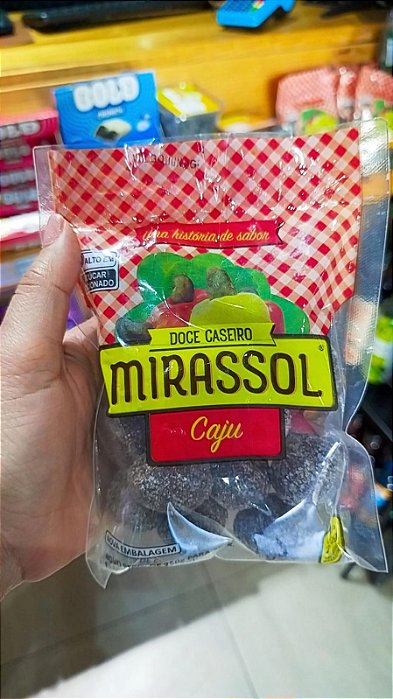 GOLD
Uma história de sabor
ALTO EM
AÇÚCAR
ADICIONADO
DOCE CASEIRO
MIRASSOL®
Caju
NOVA EMBALAGEM